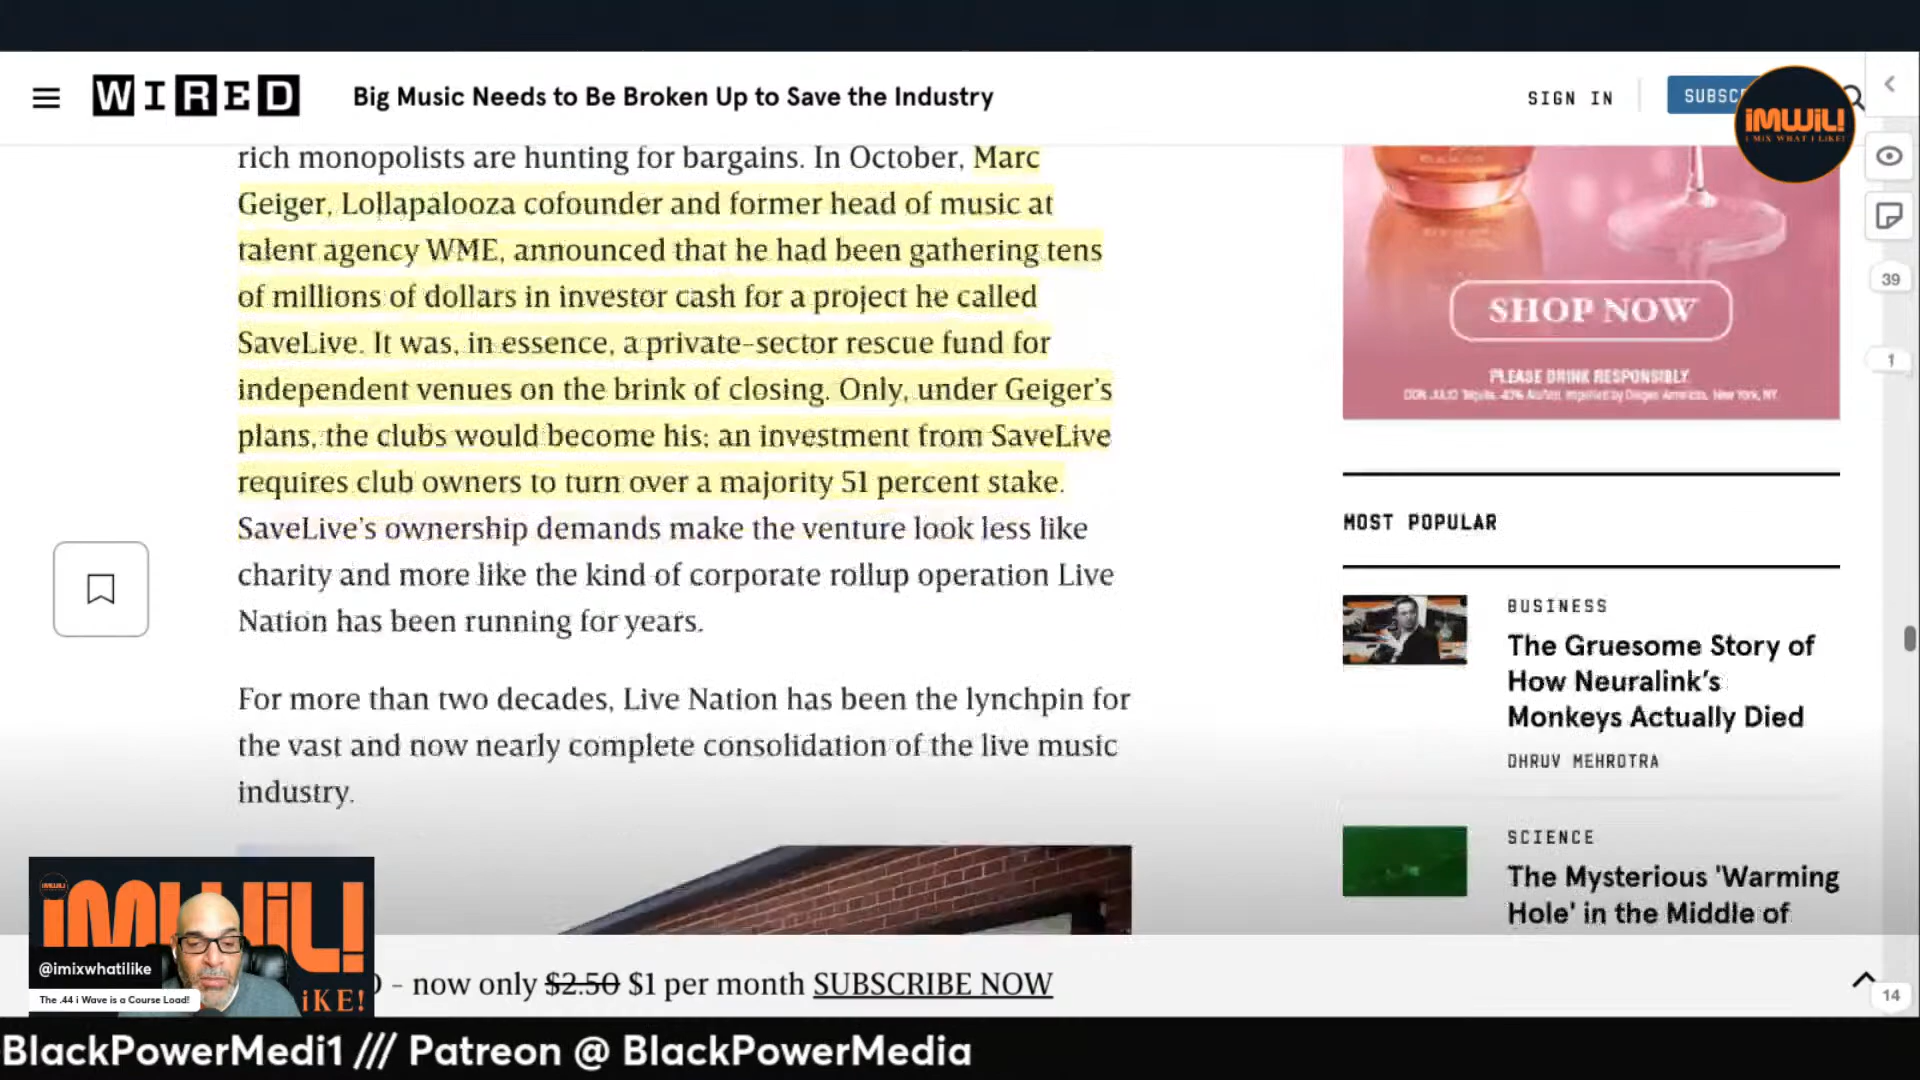 WIRED
Big Music Needs to Be Broken Up to Save the Industry
SIGN IN
iMWiL!
I MiX WHAT I LiKE!
rich monopolists are hunting for bargains. In October, Marc
Geiger, Lollapalooza cofounder and former head of music at
talent agency WME, announced that he had been gathering tens
of millions of dollars in investor cash for a project he called
SaveLive. It was, in essence, a private-sector rescue fund for
independent venues on the brink of closing. Only, under Geiger's
plans, the clubs would become his: an investment from SaveLive
requires club owners to turn over a majority 51 percent stake.
SaveLive's ownership demands make the venture look less like
charity and more like the kind of corporate rollup operation Live
Nation has been running for years.
For more than two decades, Live Nation has been the lynchpin for
the vast and now nearly complete consolidation of the live music
industry.
SHOP NOW
PLEASE DRINK RESPONSIBLY.
39
1
MOST POPULAR
BUSINESS
The Gruesome Story of
How Neuralink's
Monkeys Actually Died
DHRUV MEHROTRA
SCIENCE
The Mysterious 'Warming
Hole' in the Middle of
14
@imixwhatilike
The .44 i Wave is a Course Load!
iKE!
- now only $2.50 $1 per month SUBSCRIBE NOW
BlackPowerMedi1 /// Patreon @ BlackPowerMedia